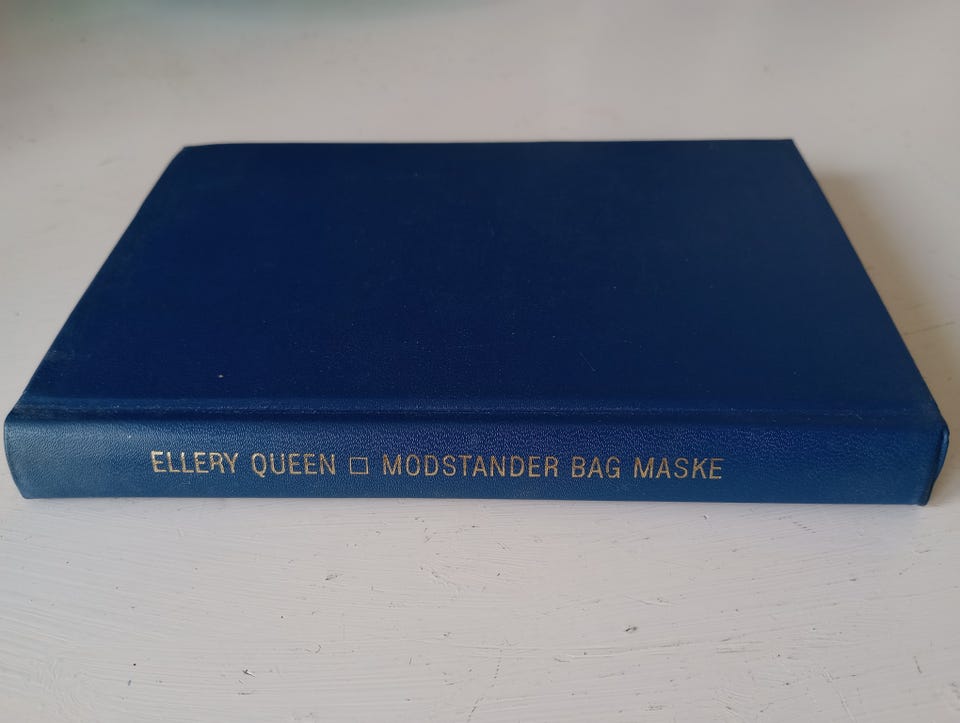 ELLERY QUEEN □ MODSTANDER BAG MASKE